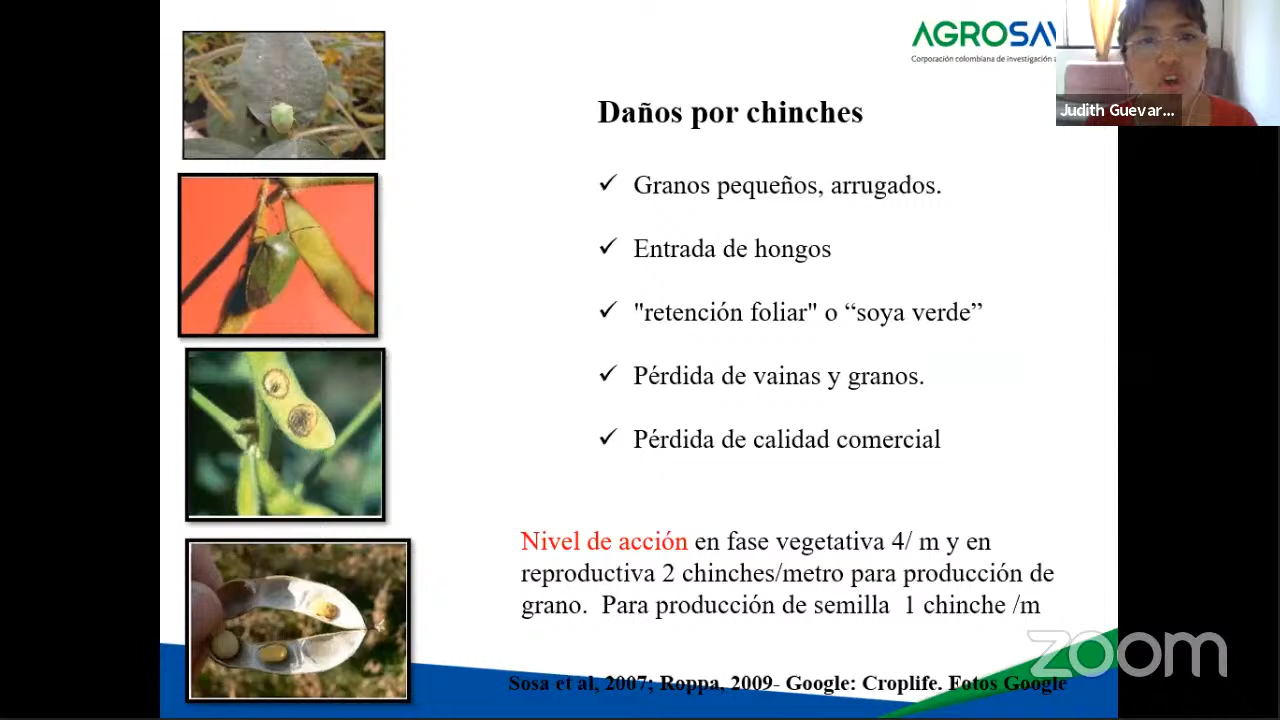 AGROSAV
Corporación colombiana de investigación a
Judith Guevar...
Daños por chinches
✓ Granos pequeños, arrugados.
✓ Entrada de hongos
✓ "retención foliar" o “soya verde”
✓ Pérdida de vainas y granos.
✓ Pérdida de calidad comercial
Nivel de acción en fase vegetativa 4/ m y en
reproductiva 2 chinches/metro para producción de
grano. Para producción de semilla 1 chinche /m
zoom
Sosa et al, 2007; Roppa, 2009- Google: Croplife. Fotos Google